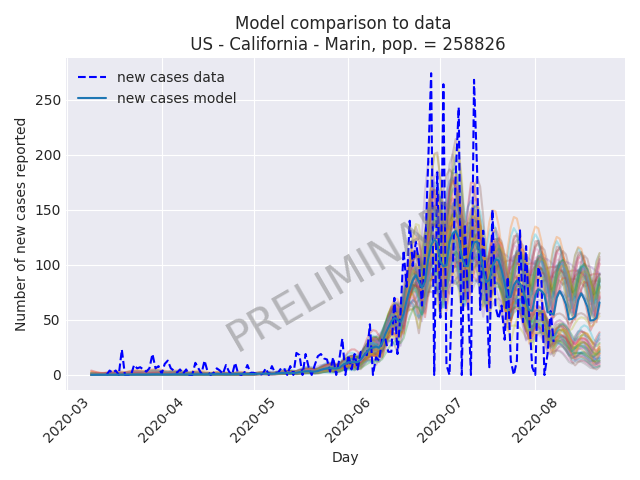 Model comparison to data
US - California - Marin, pop. = 258826
new cases data
new cases model
Number of new cases reported
250
200
150
100
50
0
2020-03
2020-04
2020-05
2020-06
2020-07
2020-08
Day